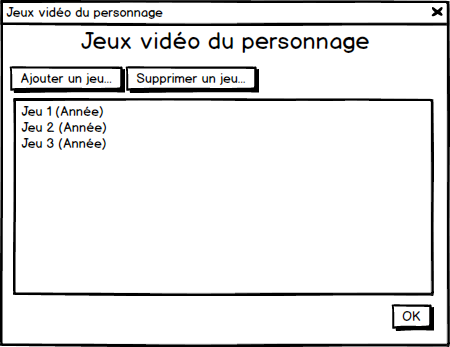 Jeux vidéo du personnage
Jeux vidéo du personnage
Ajouter un jeu...
Supprimer un jeu...
Jeu 1 (Année)
Jeu 2 (Année)
Jeu 3 (Année)
OK